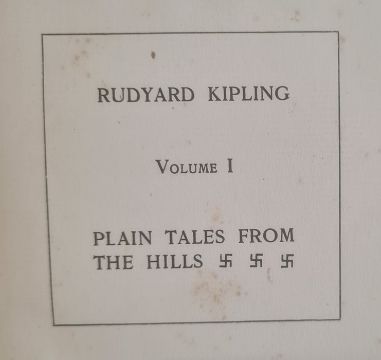 RUDYARD KIPLING
VOLUME I
PLAIN TALES FROM
THE HILLS 卐 卐 卐